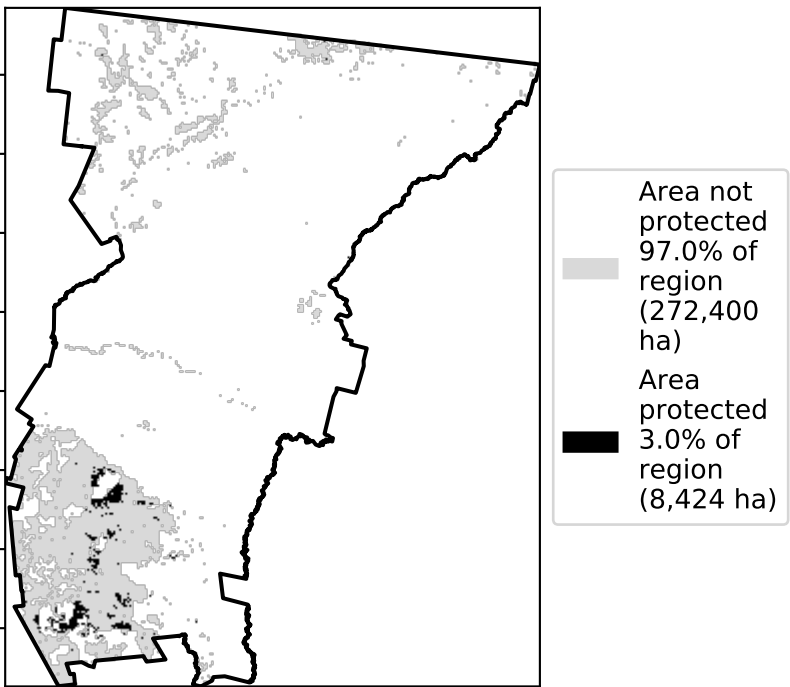 Area not
protected
97.0% of
region
(272,400
ha)
Area
protected
3.0% of
region
(8,424 ha)